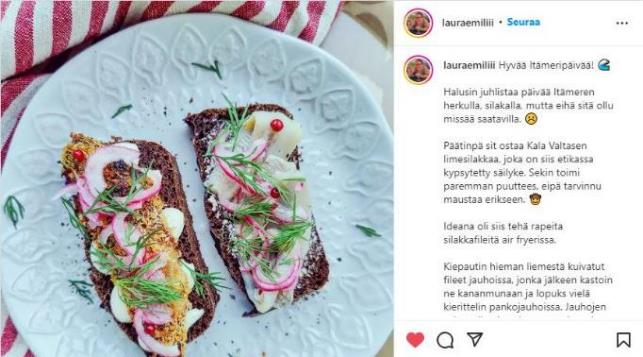 lauraemiliii • Seuraa
lauraemiliii Hyvää Itämeripäivää! 🌊
Halusin juhlistaa päivää Itämeren
herkulla, silakalla, mutta eihä sitä ollu
missää saatavilla. ☹️
Päätinpä sit ostaa Kala Valtasen
limesilakkaa, joka on siis etikassa
kypsytetty säilyke. Sekin toimi
paremman puuttees, eipä tarvinnu
maustaa erikseen. 🤠
Ideana oli siis tehä rapeita
silakkafileitä air fryerissa.
Kiepautin hieman liemestä kuivatut
fileet jauhoissa, jonka jälkeen kastoin
ne kananmunaan ja lopuks vielä
kierittelin pankojauhoissa. Jauhojen